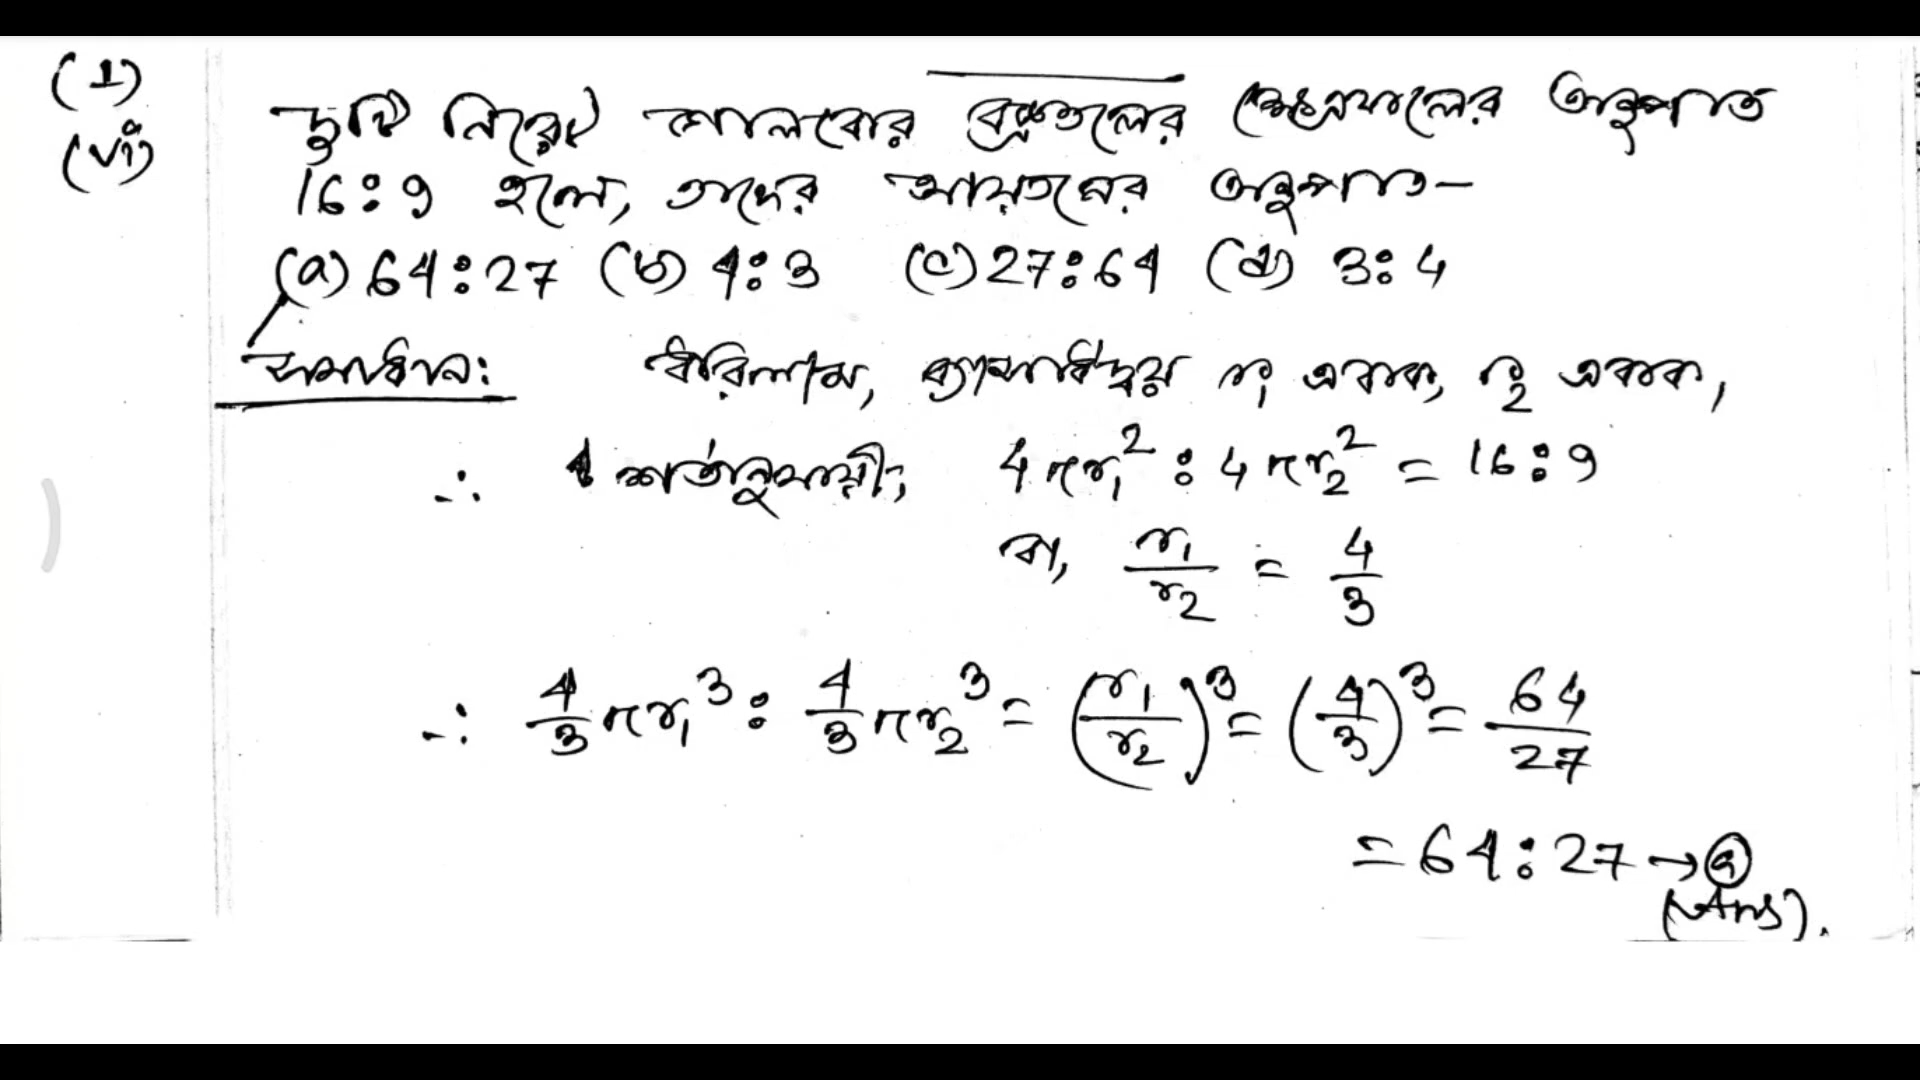 (1)
(vi) দুটি নিরেট গোলকের বক্রতলের ক্ষেত্রফলের অনুপাত
16:9 হলে, তাদের আয়তনের অনুপাত—
(a) 64:27 (b) 4:3 (c) 27:64 (d) 3:4
সমাধান: ধরিলাম, ব্যাসার্ধদ্বয় r₁ একক, r₂ একক,
∴ শর্তানুযায়ী, 4πr₁² : 4πr₂² = 16:9
বা, r₁/r₂ = 4/3
∴ 4/3 πr₁³ : 4/3 πr₂³ = (r₁/r₂)³ = (4/3)³ = 64/27
= 64:27 → ⓐ
(Ans).